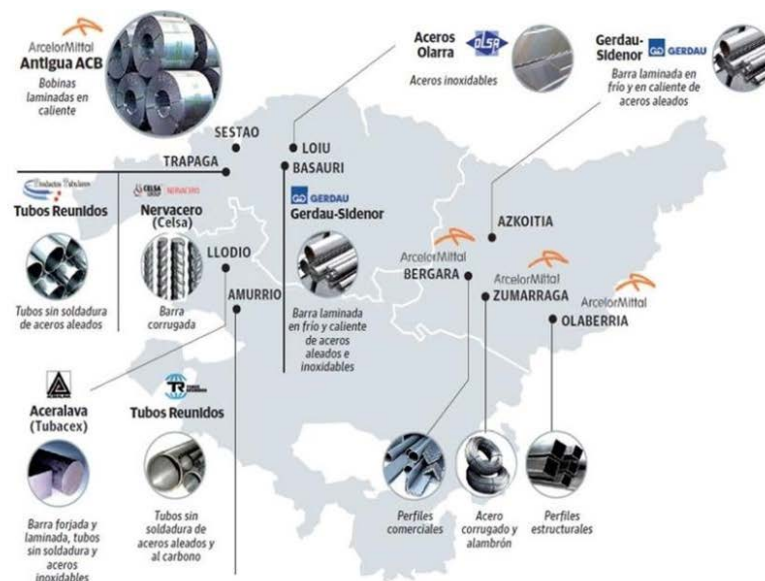 ArcelorMittal
Antigua ACB
Bobinas
laminadas en
caliente
Aceros
Olarra
OLSA
Aceros inoxidables
Gerdau-
Sidenor
GERDAU
Barra laminada en
frío y en caliente de
aceros aleados
SESTAO
TRAPAGA
LOIU
BASAURI
Productos Tubulares
Tubos Reunidos
Tubos sin soldadura
de aceros aleados
CELSA
GROUP
NERVACERO
Nervacero
(Celsa)
Barra
corrugada
GERDAU
Gerdau-Sidenor
Barra laminada
en frío y caliente
de aceros
aleados e
inoxidables
LLODIO
AMURRIO
AZKOITIA
ArcelorMittal
BERGARA
ArcelorMittal
ZUMARRAGA
ArcelorMittal
OLABERRIA
Aceralava
(Tubacex)
Barra forjada y
laminada, tubos
sin soldadura y
aceros
inoxidables
TR
Tubos Reunidos
Tubos sin
soldadura de
aceros aleados y
al carbono
Perfiles
comerciales
Acero
corrugado y
alambrón
Perfiles
estructurales